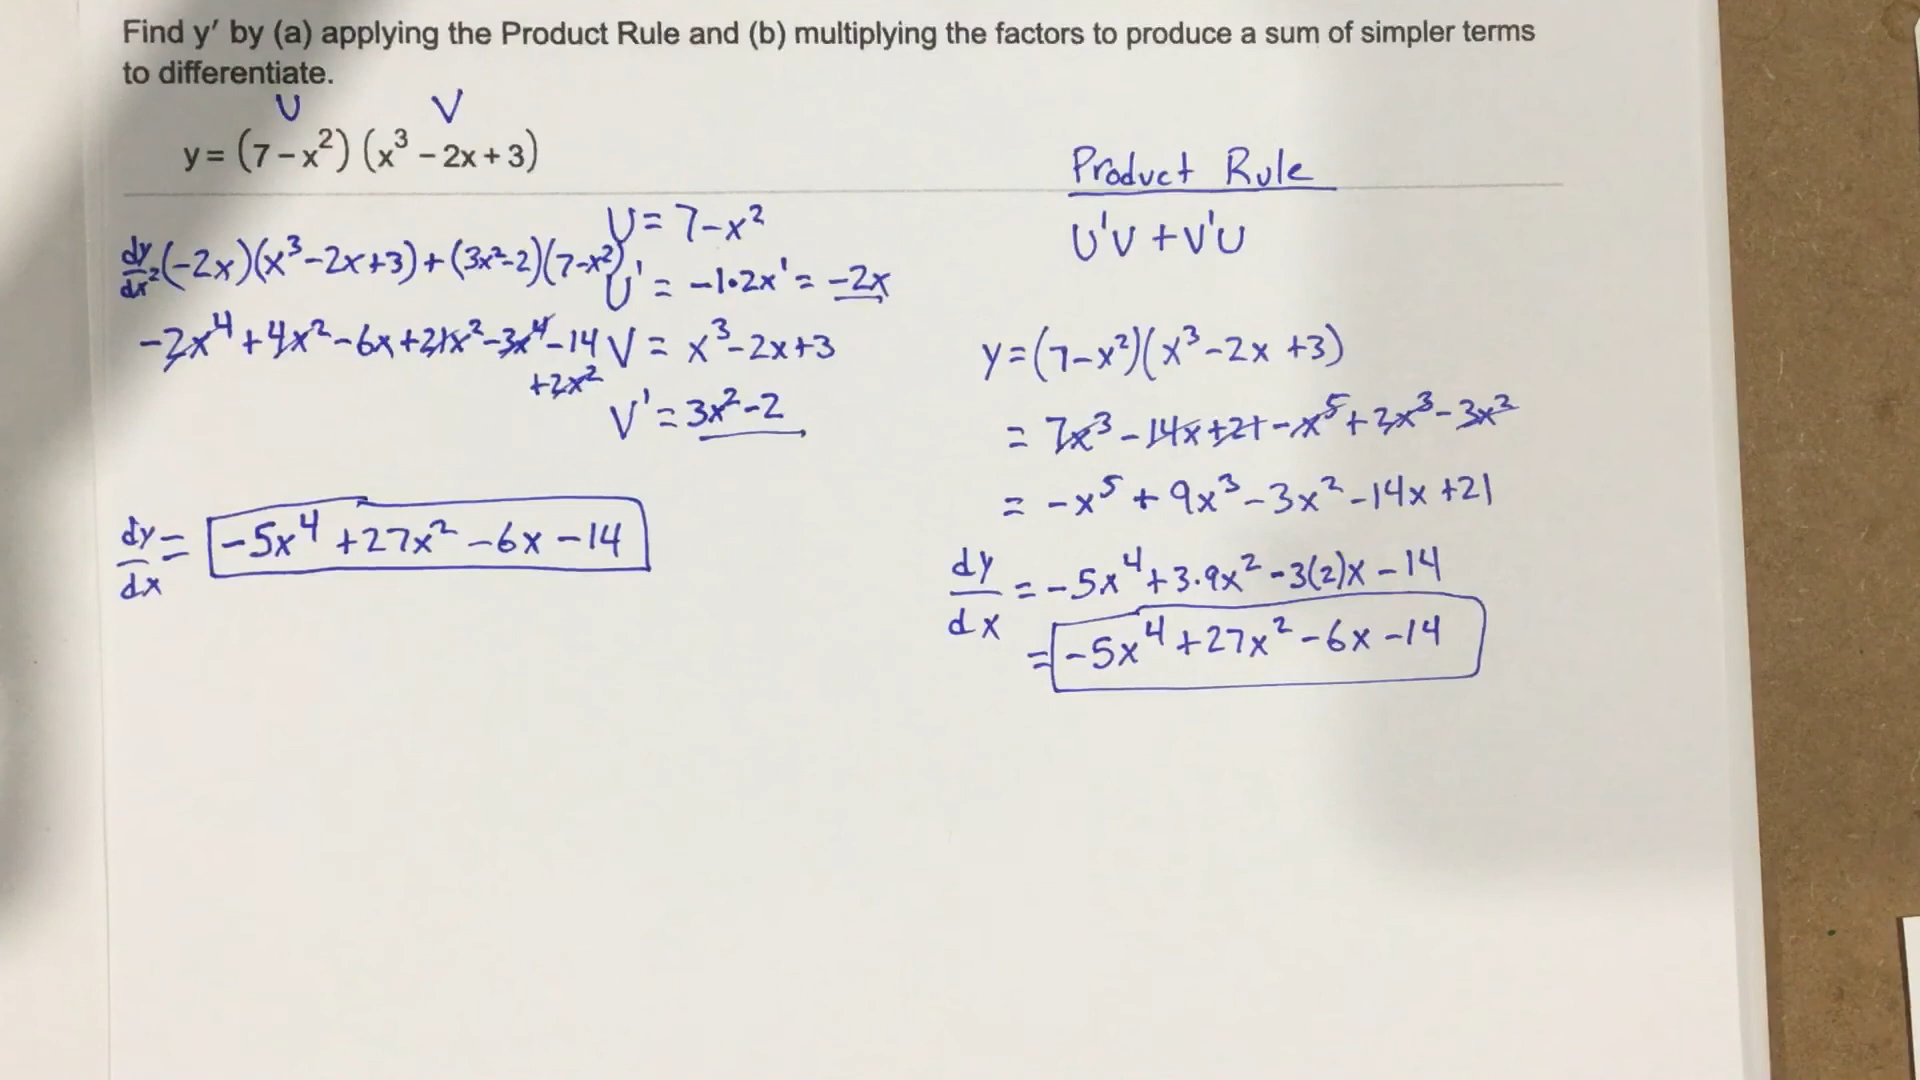 Find y′ by (a) applying the Product Rule and (b) multiplying the factors to produce a sum of simpler terms
to differentiate.
U V
y = (7 − x²) (x³ − 2x + 3)
dy/dx = (-2x)(x³-2x+3)+(3x²-2)(7-x²)
-2x⁴+4x²-6x+21x²-3x⁴-14
+2x²
dy/dx = -5x⁴+27x²-6x-14
U = 7-x²
U' = -1·2x' = -2x
V = x³-2x+3
V' = 3x²-2
Product Rule
U'V + V'U
y=(7-x²)(x³-2x+3)
= 7x³-14x+21-x⁵+2x³-3x²
= -x⁵+9x³-3x²-14x+21
dy/dx = -5x⁴+3·9x²-3(2)x-14
= -5x⁴+27x²-6x-14